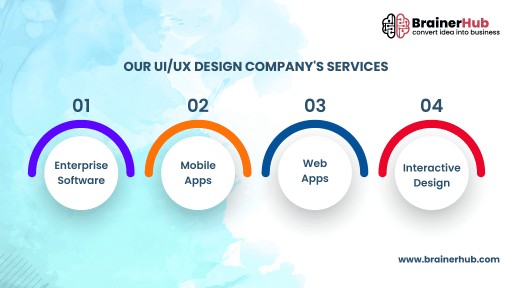 BrainerHub
convert idea into business
OUR UI/UX DESIGN COMPANY'S SERVICES
01
02
03
04
Enterprise
Software
Mobile
Apps
Web
Apps
Interactive
Design
www.brainerhub.com